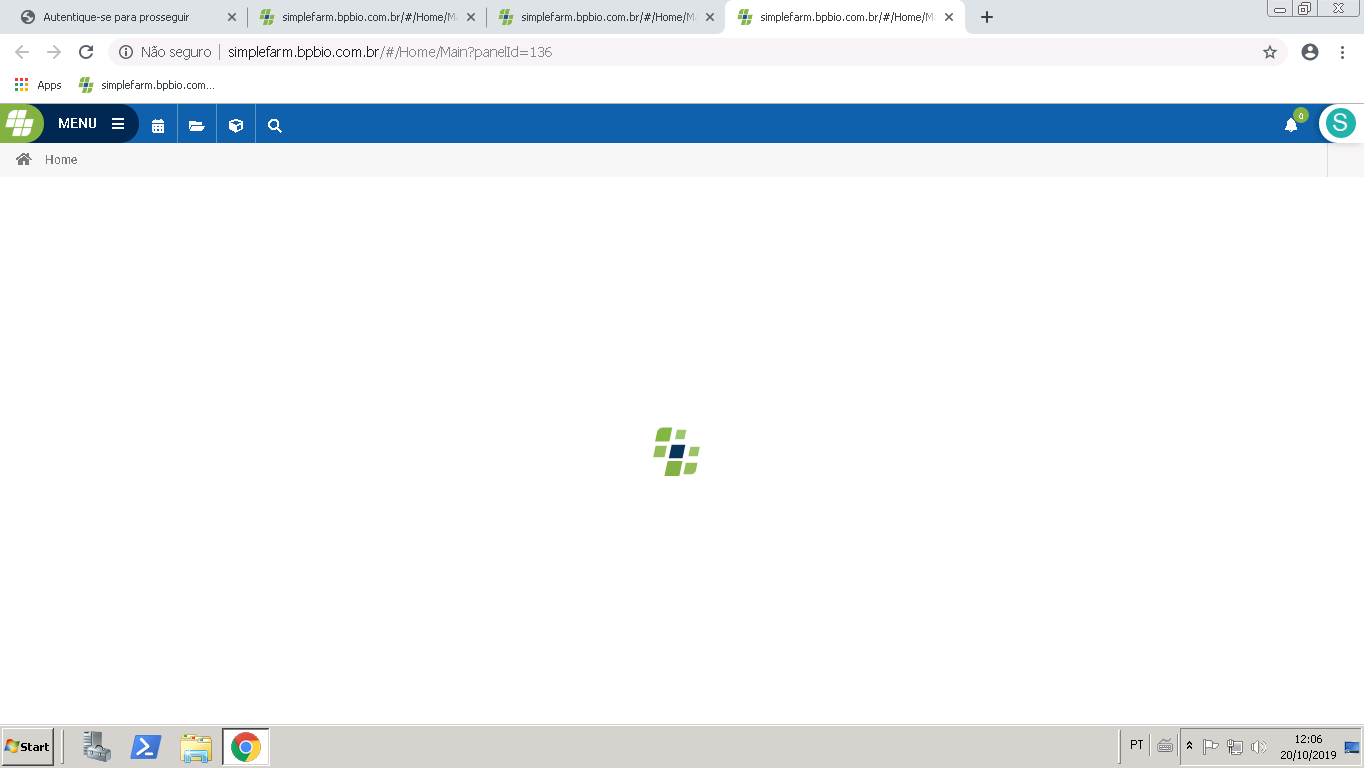 Autentique-se para prosseguir
simplefarm.bpbio.com.br/#/Home/M
simplefarm.bpbio.com.br/#/Home/M
simplefarm.bpbio.com.br/#/Home/M
Não seguro
simplefarm.bpbio.com.br/#/Home/Main?panelId=136
Apps
simplefarm.bpbio.com...
MENU
0
S
Home
Start
PT
12:06
20/10/2019